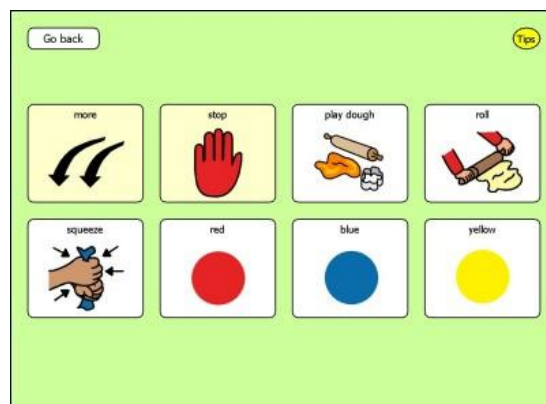 Go back
Tips
more
stop
play dough
roll
squeeze
red
blue
yellow